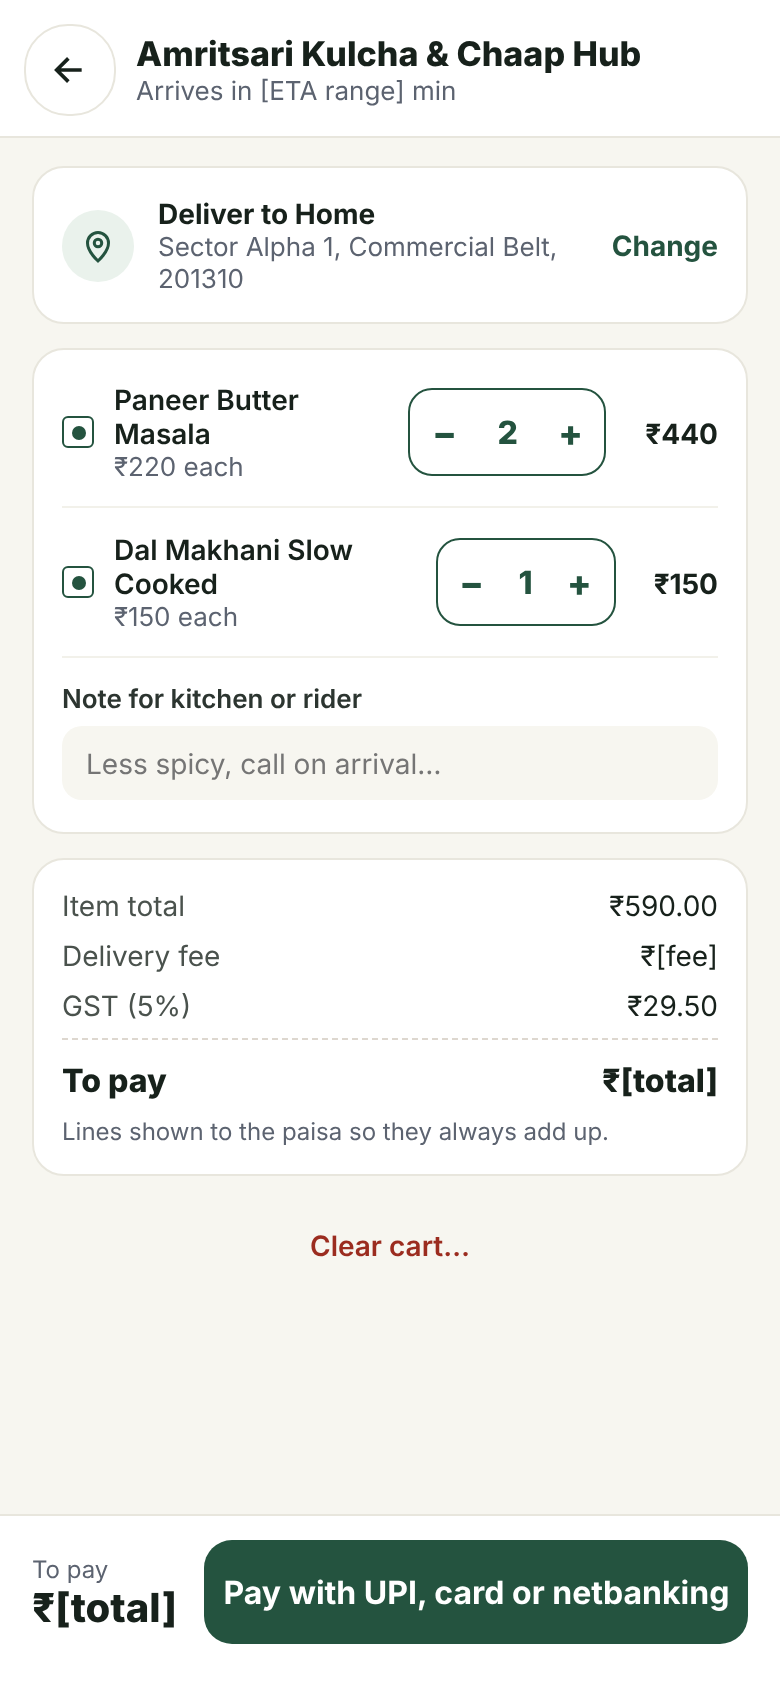 Amritsari Kulcha & Chaap Hub
Arrives in [ETA range] min
Deliver to Home
Sector Alpha 1, Commercial Belt,
201310
Change
Paneer Butter
Masala
₹220 each
– 2 +
₹440
Dal Makhani Slow
Cooked
₹150 each
– 1 +
₹150
Note for kitchen or rider
Less spicy, call on arrival...
Item total ₹590.00
Delivery fee ₹[fee]
GST (5%) ₹29.50
To pay ₹[total]
Lines shown to the paisa so they always add up.
Clear cart...
To pay
₹[total]
Pay with UPI, card or netbanking